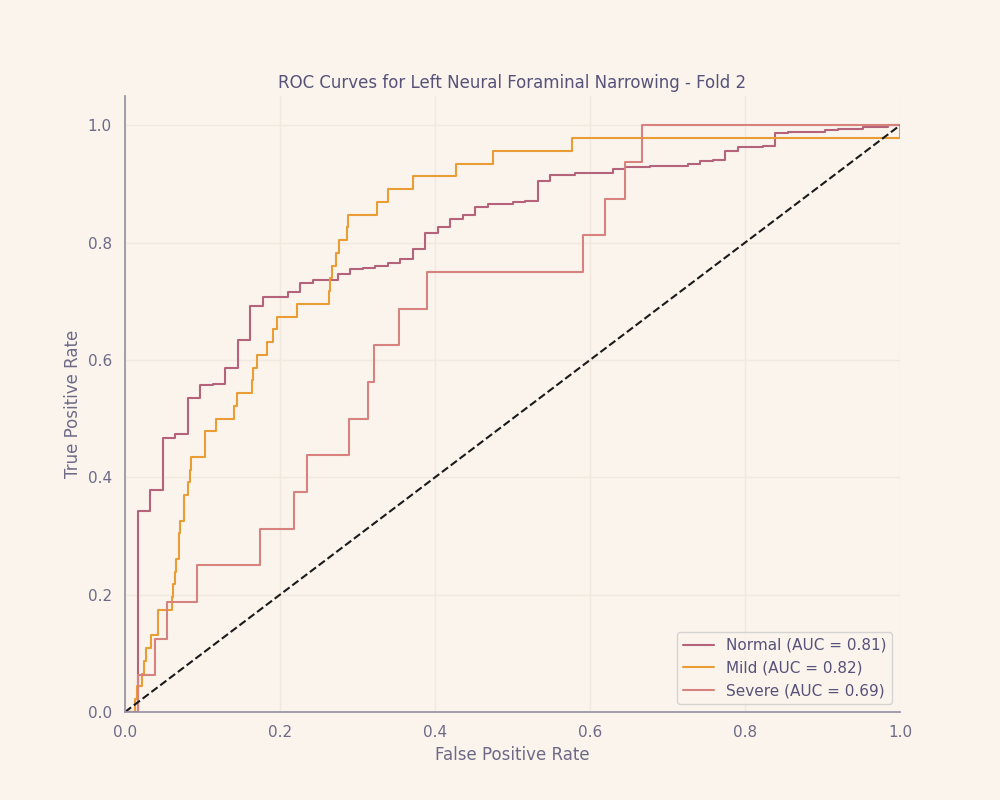 ROC Curves for Left Neural Foraminal Narrowing - Fold 2
True Positive Rate
1.0
0.8
0.6
0.4
0.2
0.0
0.0 0.2 0.4 0.6 0.8 1.0
False Positive Rate
Normal (AUC = 0.81)
Mild (AUC = 0.82)
Severe (AUC = 0.69)